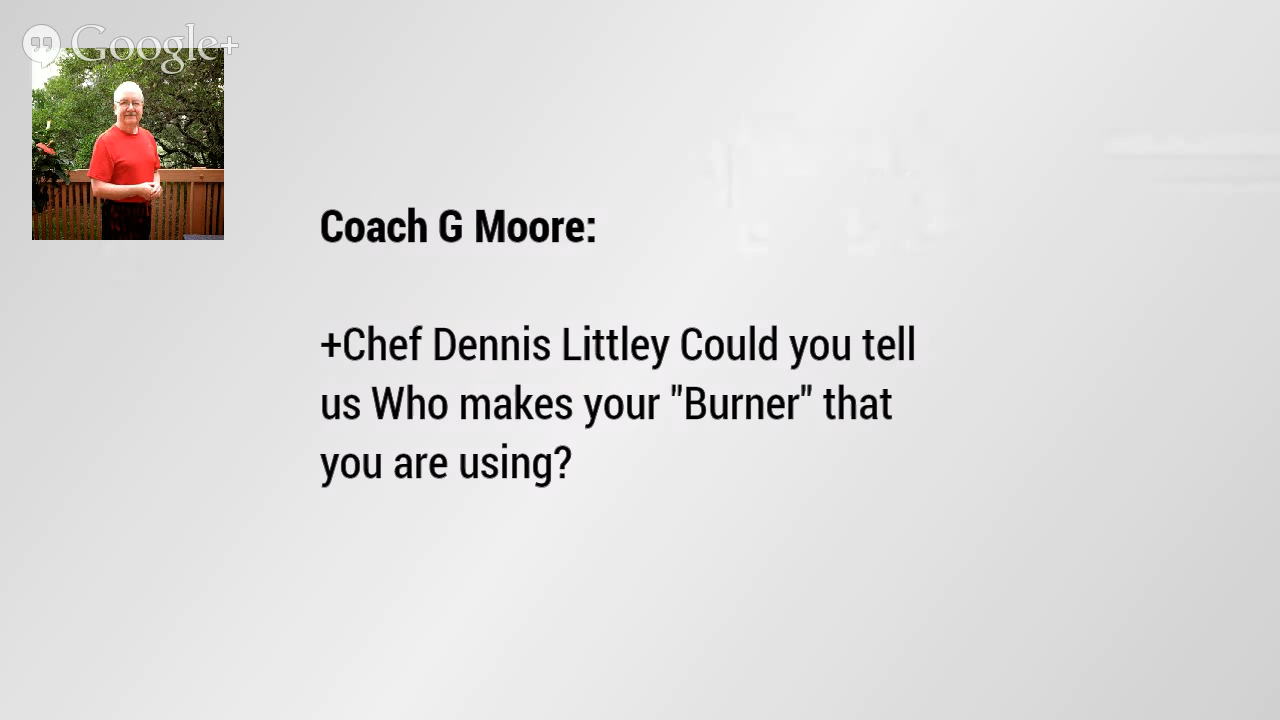 Google+
Coach G Moore:
+Chef Dennis Littley Could you tell
us Who makes your "Burner" that
you are using?